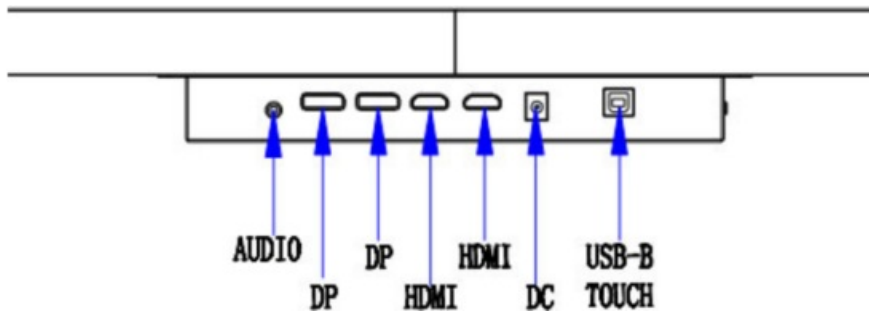 AUDIO
DP
HDMI
USB-B
DP
HDMI
DC
TOUCH